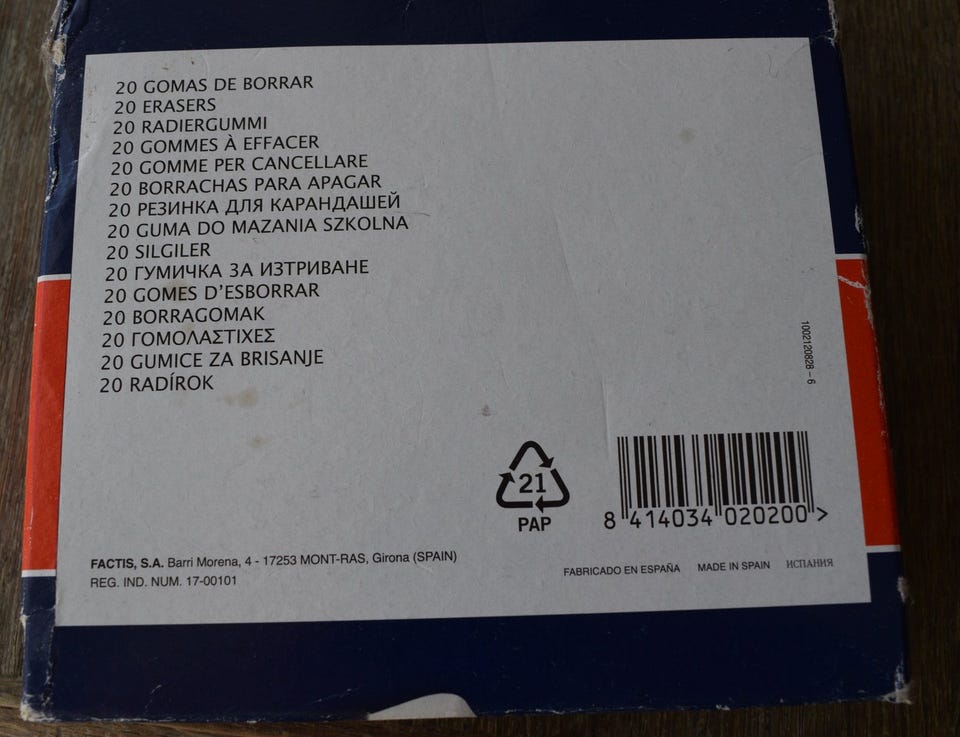 20 GOMAS DE BORRAR
20 ERASERS
20 RADIERGUMMI
20 GOMMES À EFFACER
20 GOMME PER CANCELLARE
20 BORRACHAS PARA APAGAR
20 РЕЗИНКА ДЛЯ КАРАНДАШЕЙ
20 GUMA DO MAZANIA SZKOLNA
20 SILGILER
20 ГУМИЧКА ЗА ИЗТРИВАНЕ
20 GOMES D'ESBORRAR
20 BORRAGOMAK
20 ΓΟΜΟΛΑΣΤΙΧΕΣ
20 GUMICE ZA BRISANJE
20 RADÍROK
1002120828 – 6
21
PAP
8 414034 020200 >
FACTIS, S.A. Barri Morena, 4 - 17253 MONT-RAS, Girona (SPAIN)
REG. IND. NUM. 17-00101
FABRICADO EN ESPAÑA MADE IN SPAIN ИСПАНИЯ